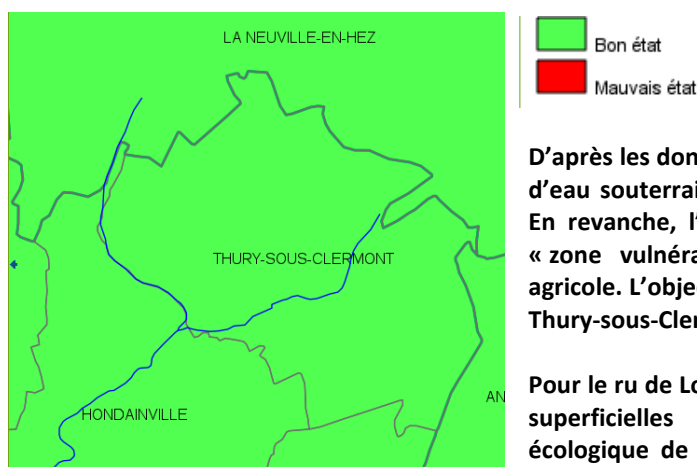 LA NEUVILLE-EN-HEZ
THURY-SOUS-CLERMONT
HONDAINVILLE
AN
Bon état
Mauvais état
D’après les don
d’eau souterrai
En revanche, l’
« zone vulnéra
agricole. L’obje
Thury-sous-Cler
Pour le ru de Lo
superficielles
écologique de